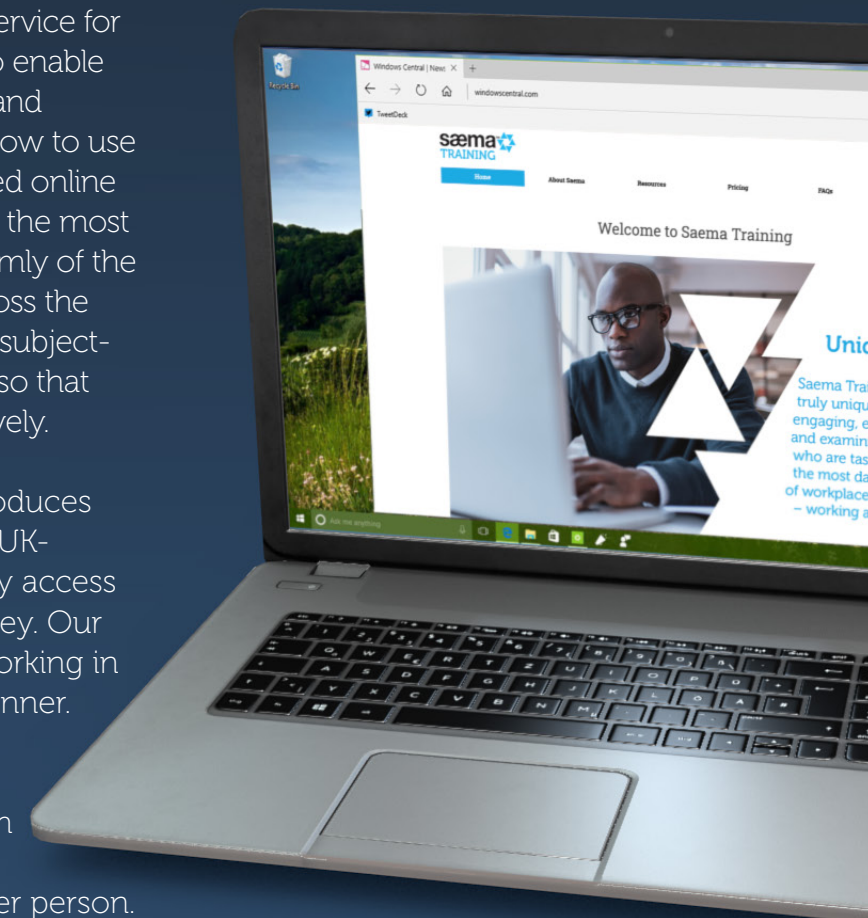 ervice for
o enable
and
ow to use
ed online
the most
mly of the
oss the
subject-
so that
vely.
oduces
UK-
y access
ey. Our
orking in
nner.
n
er person.
Recycle Bin
Windows Central | News
windowscentral.com
TweetDeck
sæma
TRAINING
Home About Saema Resources Pricing FAQs
Welcome to Saema Training
Uniq
Saema Trai
truly uniqu
engaging, e
and examin
who are tas
the most da
of workplace
– working a
Ask me anything